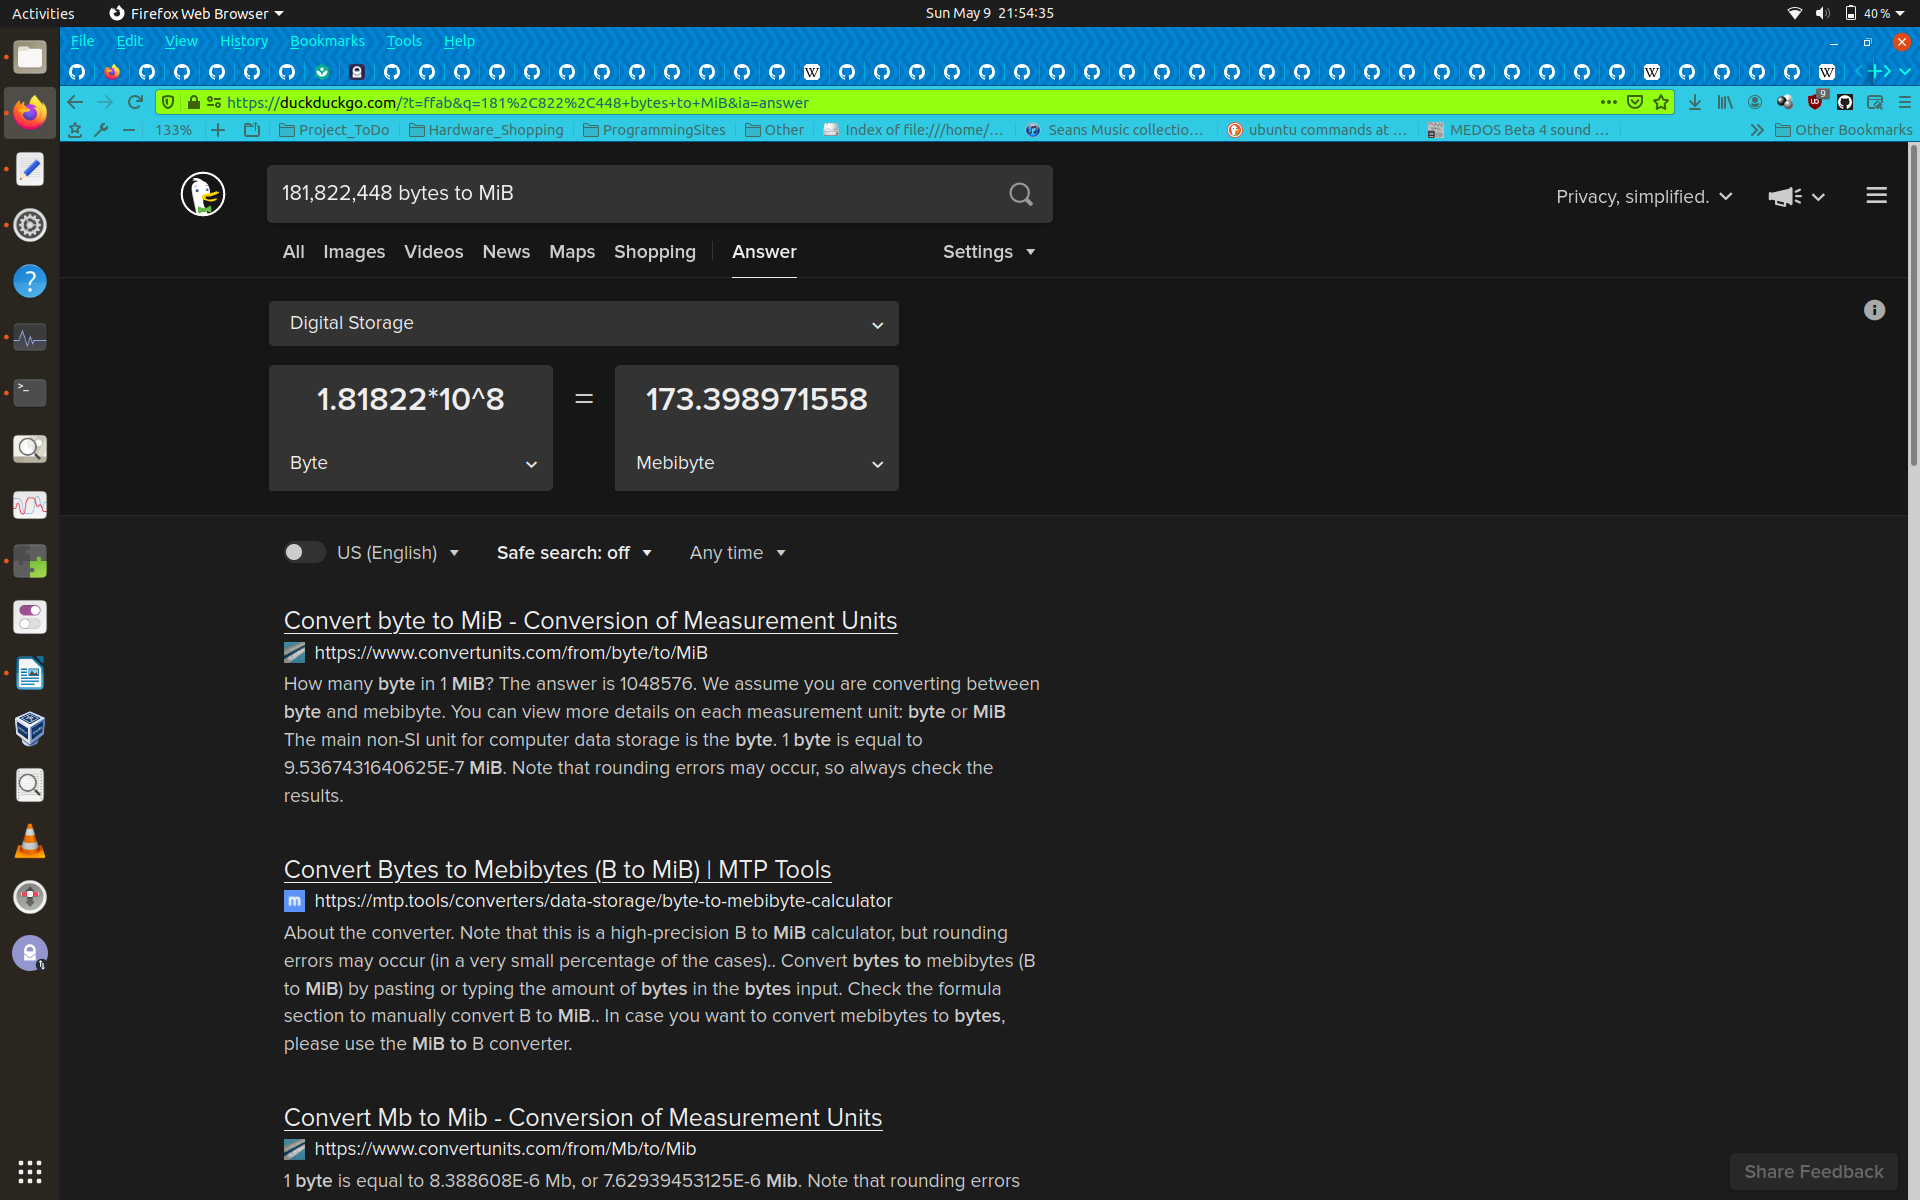 Activities
Firefox Web Browser
Sun May 9 21:54:35
40 %
File Edit View History Bookmarks Tools Help
W
W
W
https://duckduckgo.com/?t=ffab&q=181%2C822%2C448+bytes+to+MiB&ia=answer
9
133%
Project_ToDo
Hardware_Shopping
ProgrammingSites
Other
Index of file:///home/...
Seans Music collectio...
ubuntu commands at ...
MEDOS Beta 4 sound ...
Other Bookmarks
181,822,448 bytes to MiB
Privacy, simplified.
All Images Videos News Maps Shopping Answer Settings
Digital Storage
1.81822*10^8 = 173.398971558
Byte Mebibyte
US (English) Safe search: off Any time
Convert byte to MiB - Conversion of Measurement Units
https://www.convertunits.com/from/byte/to/MiB
How many byte in 1 MiB? The answer is 1048576. We assume you are converting between
byte and mebibyte. You can view more details on each measurement unit: byte or MiB
The main non-SI unit for computer data storage is the byte. 1 byte is equal to
9.5367431640625E-7 MiB. Note that rounding errors may occur, so always check the
results.
Convert Bytes to Mebibytes (B to MiB) | MTP Tools
m https://mtp.tools/converters/data-storage/byte-to-mebibyte-calculator
About the converter. Note that this is a high-precision B to MiB calculator, but rounding
errors may occur (in a very small percentage of the cases).. Convert bytes to mebibytes (B
to MiB) by pasting or typing the amount of bytes in the bytes input. Check the formula
section to manually convert B to MiB.. In case you want to convert mebibytes to bytes,
please use the MiB to B converter.
Convert Mb to Mib - Conversion of Measurement Units
https://www.convertunits.com/from/Mb/to/Mib
1 byte is equal to 8.388608E-6 Mb, or 7.62939453125E-6 Mib. Note that rounding errors
Share Feedback